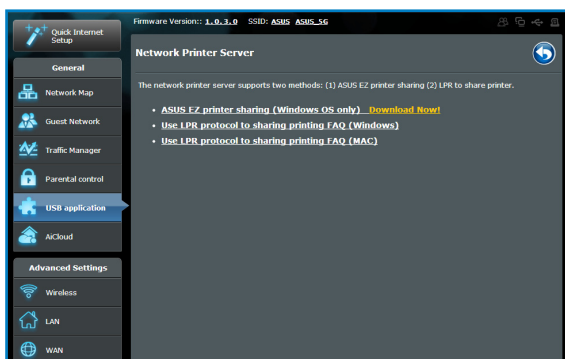 Quick Internet
Setup
Firmware Version:: 1.0.3.0 SSID: ASUS ASUS_5G
General
Network Map
Guest Network
Traffic Manager
Parental control
USB application
AiCloud
Advanced Settings
Wireless
LAN
WAN
Network Printer Server
The network printer server supports two methods: (1) ASUS EZ printer sharing (2) LPR to share printer.
ASUS EZ printer sharing (Windows OS only) Download Now!
Use LPR protocol to sharing printing FAQ (Windows)
Use LPR protocol to sharing printing FAQ (MAC)